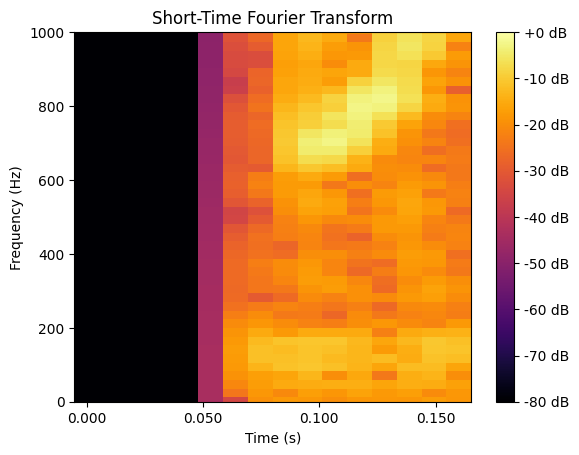 Short-Time Fourier Transform
1000
800
600
400
200
0
Frequency (Hz)
0.000
0.050
0.100
0.150
Time (s)
+0 dB
-10 dB
-20 dB
-30 dB
-40 dB
-50 dB
-60 dB
-70 dB
-80 dB